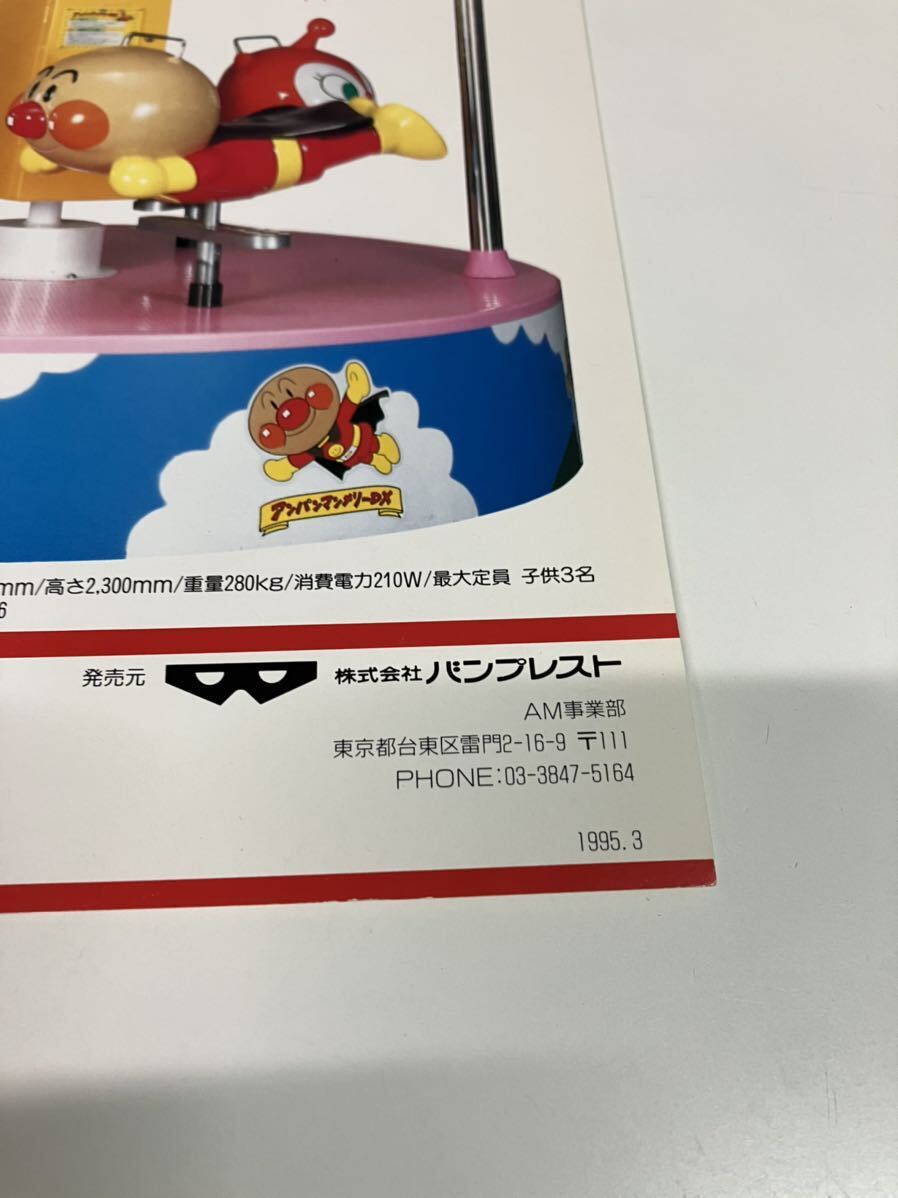 アンパンマンメリーDX
mm/高さ2,300mm/重量280kg/消費電力210W/最大定員 子供3名
6
発売元 株式会社 バンプレスト
AM事業部
東京都台東区雷門2-16-9 〒111
PHONE:03-3847-5164
1995.3